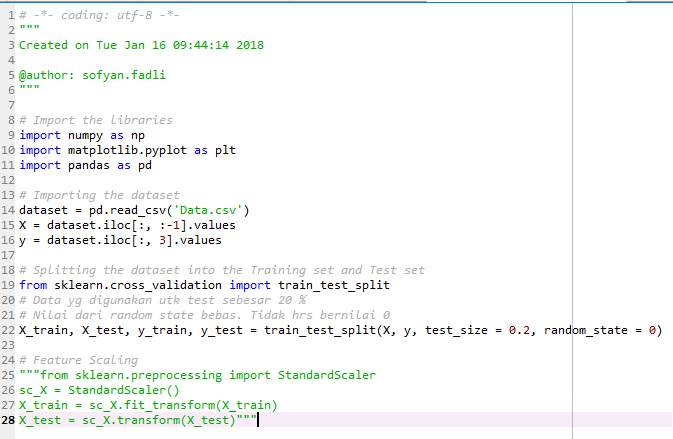 1 # -*- coding: utf-8 -*-
2 """
3 Created on Tue Jan 16 09:44:14 2018
4
5 @author: sofyan.fadli
6 """
7
8 # Import the libraries
9 import numpy as np
10 import matplotlib.pyplot as plt
11 import pandas as pd
12
13 # Importing the dataset
14 dataset = pd.read_csv('Data.csv')
15 X = dataset.iloc[:, :-1].values
16 y = dataset.iloc[:, 3].values
17
18 # Splitting the dataset into the Training set and Test set
19 from sklearn.cross_validation import train_test_split
20 # Data yg digunakan utk test sebesar 20 %
21 # Nilai dari random state bebas. Tidak hrs bernilai 0
22 X_train, X_test, y_train, y_test = train_test_split(X, y, test_size = 0.2, random_state = 0)
23
24 # Feature Scaling
25 """from sklearn.preprocessing import StandardScaler
26 sc_X = StandardScaler()
27 X_train = sc_X.fit_transform(X_train)
28 X_test = sc_X.transform(X_test)"""